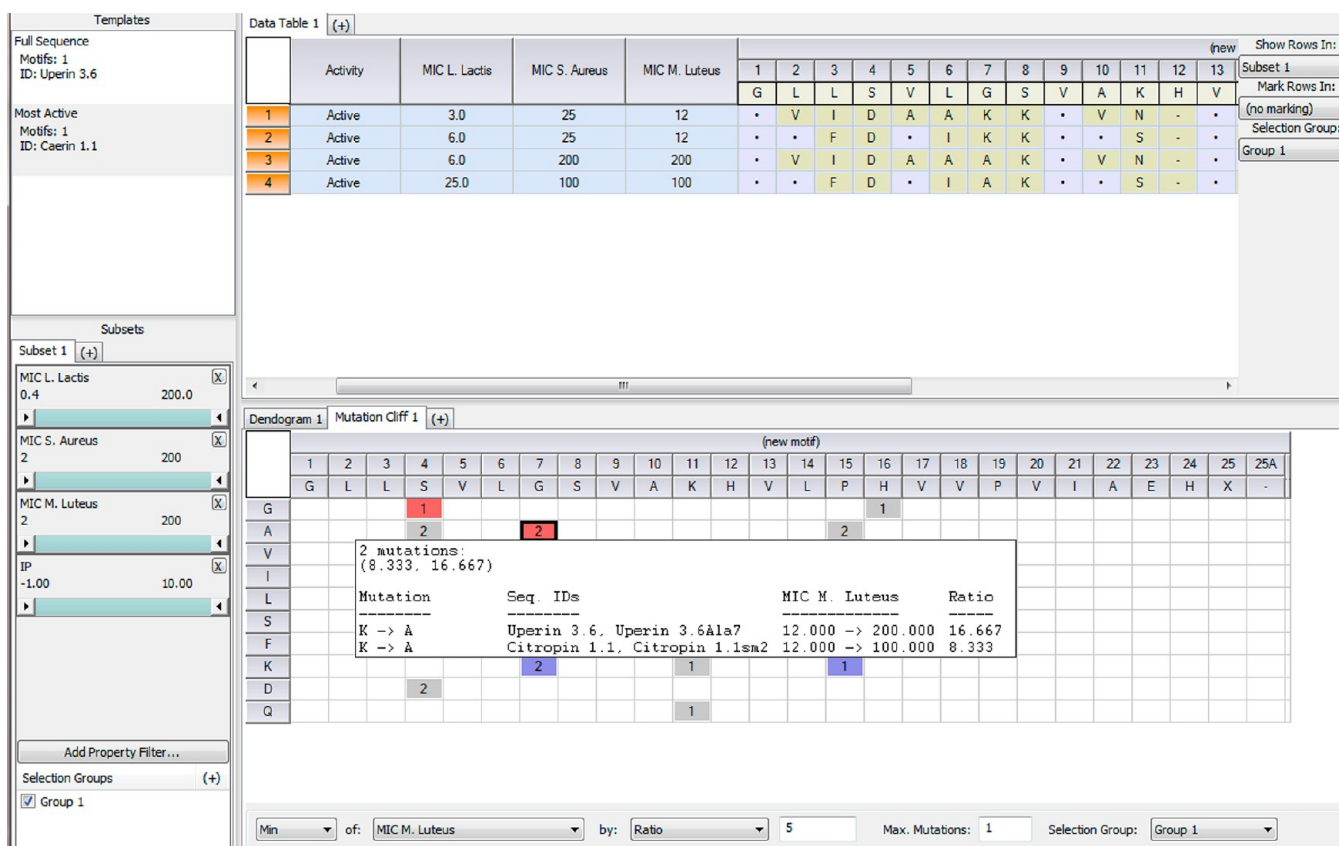 Templates
Full Sequence
Motifs: 1
ID: Uperin 3.6
Most Active
Motifs: 1
ID: Caerin 1.1
Data Table 1 (+)
(new
Activity MIC L. Lactis MIC S. Aureus MIC M. Luteus 1 2 3 4 5 6 7 8 9 10 11 12 13
G L L S V L G S V A K H V
1 Active 3.0 25 12 • V I D A A K K • V N - •
2 Active 6.0 25 12 • • F D • I K K • • S - •
3 Active 6.0 200 200 • V I D A A A K • V N - •
4 Active 25.0 100 100 • • F D • I A K • • S - •
Show Rows In:
Subset 1
Mark Rows In:
(no marking)
Selection Group:
Group 1
Subsets
Subset 1 (+)
MIC L. Lactis X
0.4 200.0
MIC S. Aureus X
2 200
MIC M. Luteus X
2 200
IP X
-1.00 10.00
Add Property Filter...
Selection Groups (+)
Group 1
Dendogram 1 Mutation Cliff 1 (+)
(new motif)
1 2 3 4 5 6 7 8 9 10 11 12 13 14 15 16 17 18 19 20 21 22 23 24 25 25A
G L L S V L G S V A K H V L P H V V P V I A E H X -
G 1 1
A 2 2 2
V
I
L
S
F
K 2 1 1
D 2
Q 1
2 mutations:
(8.333, 16.667)
Mutation Seq. IDs MIC M. Luteus Ratio
-------- -------- ------------- -----
K -> A Uperin 3.6, Uperin 3.6Ala7 12.000 -> 200.000 16.667
K -> A Citropin 1.1, Citropin 1.1sm2 12.000 -> 100.000 8.333
Min of: MIC M. Luteus by: Ratio 5 Max. Mutations: 1 Selection Group: Group 1